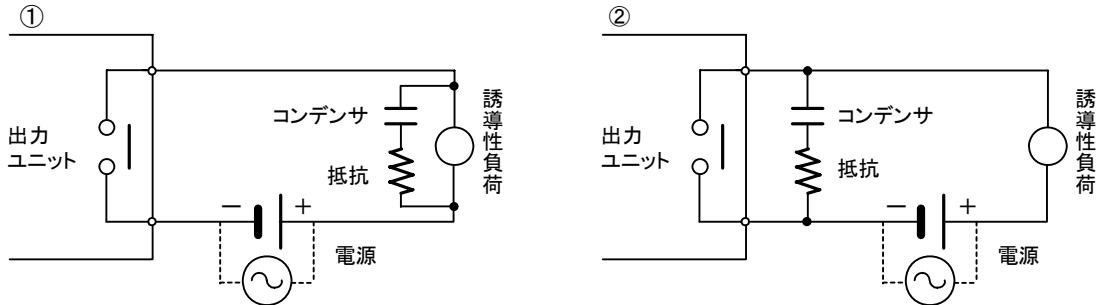 ①
出力
ユニット
コンデンサ
抵抗
誘導性負荷
− +
電源
②
出力
ユニット
コンデンサ
抵抗
誘導性負荷
− +
電源